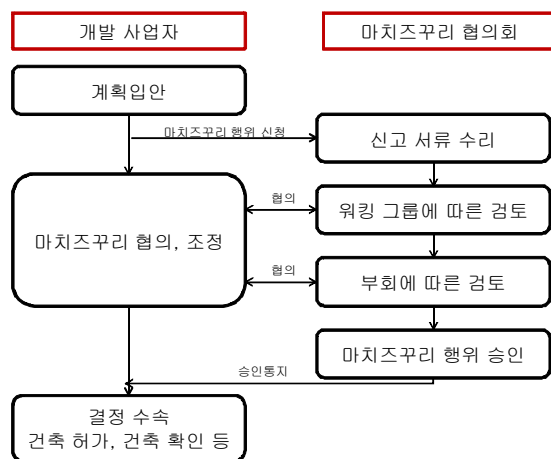 개발 사업자
마치즈꾸리 협의회
계획입안
마치즈꾸리 행위 신청
신고 서류 수리
협의
워킹 그룹에 따른 검토
마치즈꾸리 협의, 조정
협의
부회에 따른 검토
마치즈꾸리 행위 승인
승인통지
결정 수속
건축 허가, 건축 확인 등